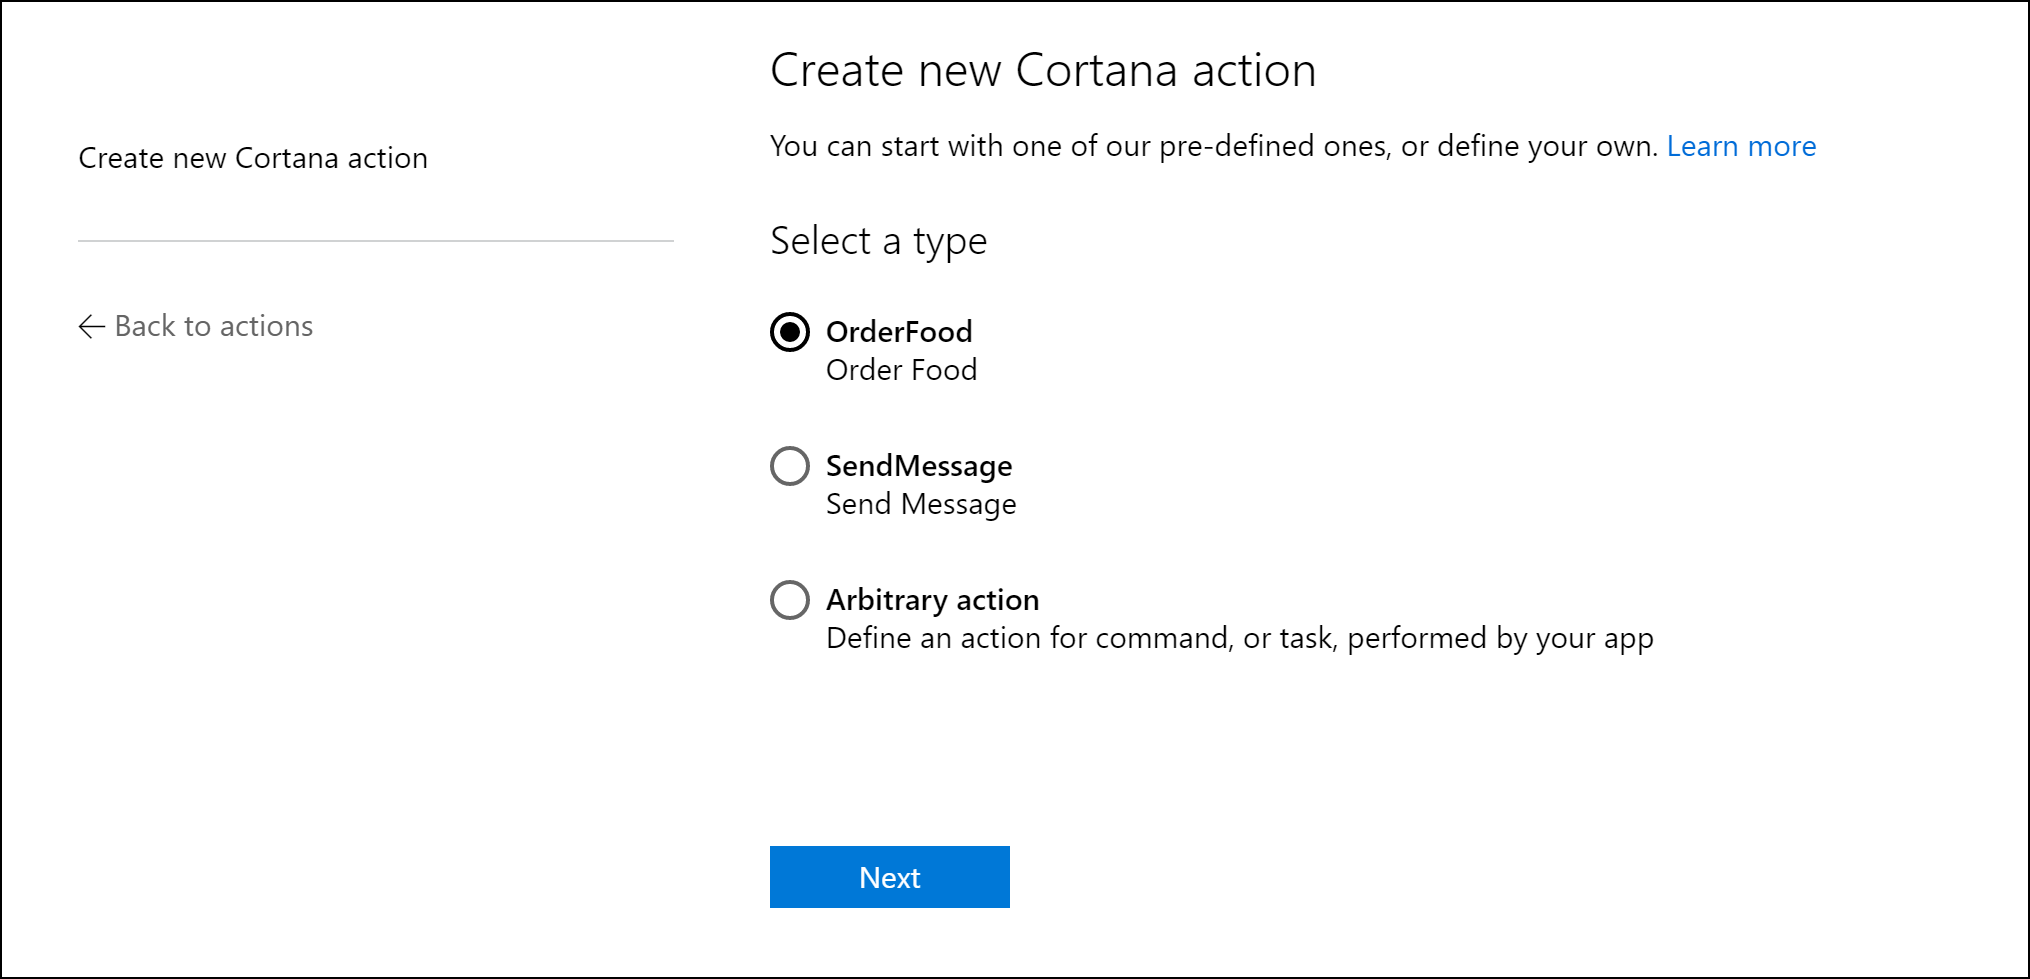 Create new Cortana action
← Back to actions
Create new Cortana action
You can start with one of our pre-defined ones, or define your own. Learn more
Select a type
OrderFood
Order Food
SendMessage
Send Message
Arbitrary action
Define an action for command, or task, performed by your app
Next